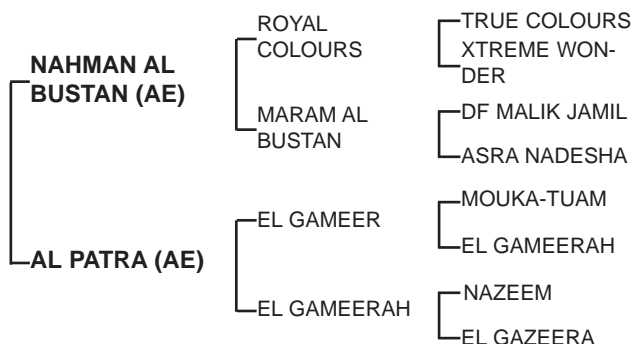 NAHMAN AL
BUSTAN (AE)
ROYAL
COLOURS
TRUE COLOURS
XTREME WON-
DER
MARAM AL
BUSTAN
DF MALIK JAMIL
ASRA NADESHA
AL PATRA (AE)
EL GAMEER
MOUKA-TUAM
EL GAMEERAH
EL GAMEERAH
NAZEEM
EL GAZEERA